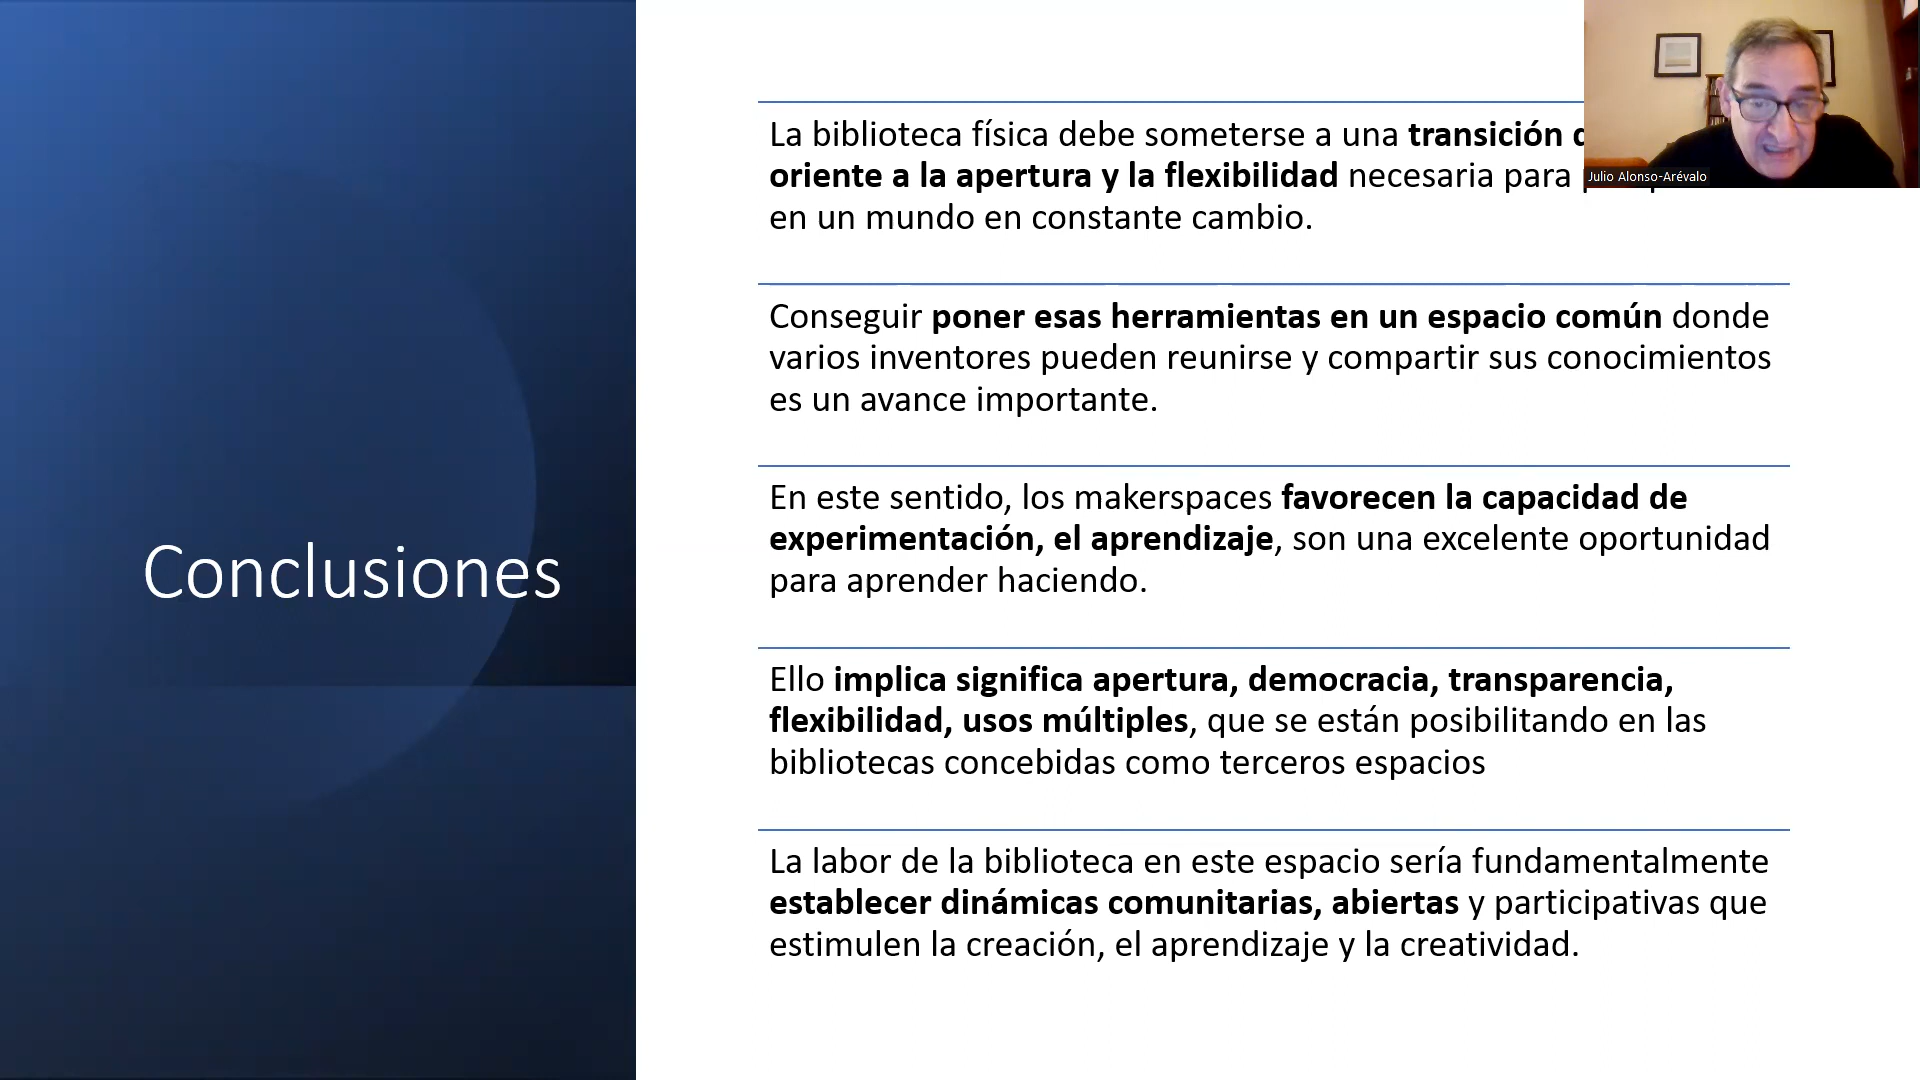 La biblioteca física debe someterse a una transición
oriente a la apertura y la flexibilidad necesaria para
en un mundo en constante cambio.
Conseguir poner esas herramientas en un espacio común donde
varios inventores pueden reunirse y compartir sus conocimientos
es un avance importante.
En este sentido, los makerspaces favorecen la capacidad de
experimentación, el aprendizaje, son una excelente oportunidad
para aprender haciendo.
Ello implica significa apertura, democracia, transparencia,
flexibilidad, usos múltiples, que se están posibilitando en las
bibliotecas concebidas como terceros espacios
La labor de la biblioteca en este espacio sería fundamentalmente
establecer dinámicas comunitarias, abiertas y participativas que
estimulen la creación, el aprendizaje y la creatividad.
Conclusiones
Julio Alonso-Arévalo